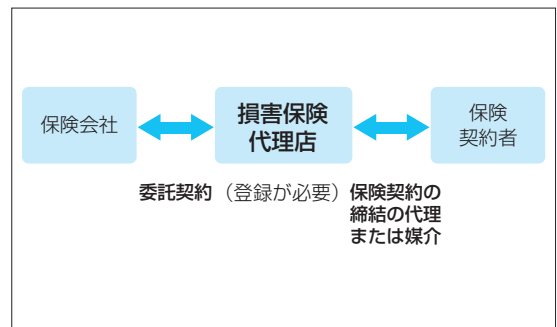 保険会社
損害保険
代理店
保険
契約者
委託契約
（登録が必要）
保険契約の
締結の代理
または媒介